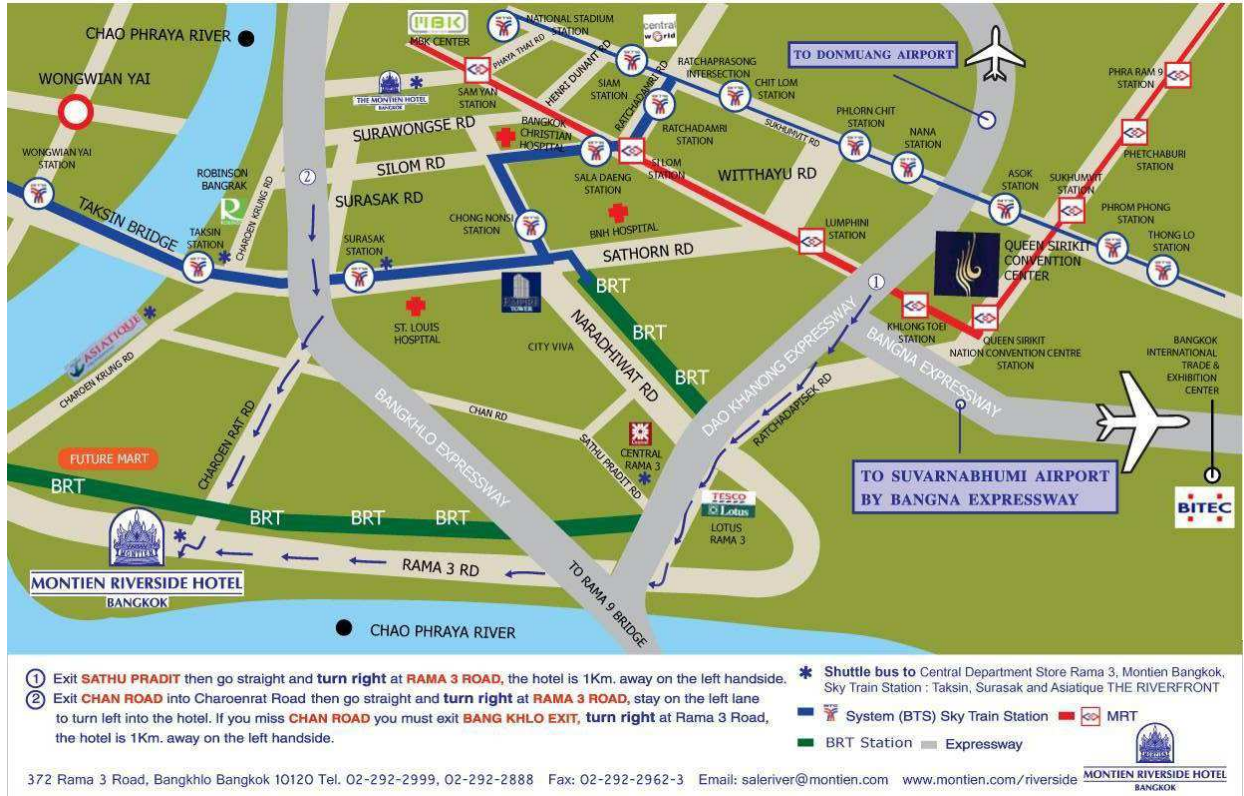 CHAO PHRAYA RIVER
WONGWIAN YAI
MBK
MBK CENTER
NATIONAL STADIUM
STATION
PHAYA THAI RD
central
world
TO DONMUANG AIRPORT
THE MONTIEN HOTEL
BANGKOK
SAM YAN
STATION
HENRI DUNANT RD
SIAM
STATION
RATCHADAMRI RD
RATCHAPRASONG
INTERSECTION
CHIT LOM
STATION
PHRA RAM 9
STATION
SURAWONGSE RD
BANGKOK
CHRISTIAN
HOSPITAL
RATCHADAMRI
STATION
SUKHUMVIT RD
PHLORN CHIT
STATION
NANA
STATION
PHETCHABURI
STATION
WONGWIAN YAI
STATION
ROBINSON
BANGRAK
SILOM RD
SALA DAENG
STATION
SI LOM
STATION
WITTHAYU RD
ASOK
STATION
SUKHUMVIT
STATION
TAKSIN BRIDGE
CHAROEN KRUNG RD
2
SURASAK RD
CHONG NONSI
STATION
BNH HOSPITAL
LUMPHINI
STATION
PHROM PHONG
STATION
TAKSIN
STATION
SURASAK
STATION
SATHORN RD
THONG LO
STATION
QUEEN SIRIKIT
CONVENTION
CENTER
EMPIRE
TOWER
BRT
1
ASIATIQUE
CHAROEN KRUNG RD
ST. LOUIS
HOSPITAL
CITY VIVA
NARADHIWAT RD
BRT
BRT
KHLONG TOEI
STATION
QUEEN SIRIKIT
NATION CONVENTION CENTRE
STATION
BANGKOK
INTERNATIONAL
TRADE &
EXHIBITION
CENTER
BANGNA EXPRESSWAY
DAO KHANONG EXPRESSWAY
RATCHADAPISEK RD
CHAN RD
BANGKHLO EXPRESSWAY
CHAROEN RAT RD
SATHU PRADIT RD
CENTRAL
RAMA 3
FUTURE MART
BRT
TESCO
Lotus
LOTUS
RAMA 3
TO SUVARNABHUMI AIRPORT
BY BANGNA EXPRESSWAY
BITEC
BRT
BRT
BRT
MONTIEN
MONTIEN RIVERSIDE HOTEL
BANGKOK
RAMA 3 RD
TO RAMA 9 BRIDGE
CHAO PHRAYA RIVER
1 Exit SATHU PRADIT then go straight and turn right at RAMA 3 ROAD, the hotel is 1Km. away on the left handside.
2 Exit CHAN ROAD into Charoenrat Road then go straight and turn right at RAMA 3 ROAD, stay on the left lane
to turn left into the hotel. If you miss CHAN ROAD you must exit BANG KHLO EXIT, turn right at Rama 3 Road,
the hotel is 1Km. away on the left handside.
* Shuttle bus to Central Department Store Rama 3, Montien Bangkok,
Sky Train Station : Taksin, Surasak and Asiatique THE RIVERFRONT
System (BTS) Sky Train Station MRT
BRT Station Expressway
372 Rama 3 Road, Bangkhlo Bangkok 10120 Tel. 02-292-2999, 02-292-2888 Fax: 02-292-2962-3 Email: saleriver@montien.com www.montien.com/riverside
MONTIEN RIVERSIDE HOTEL
BANGKOK